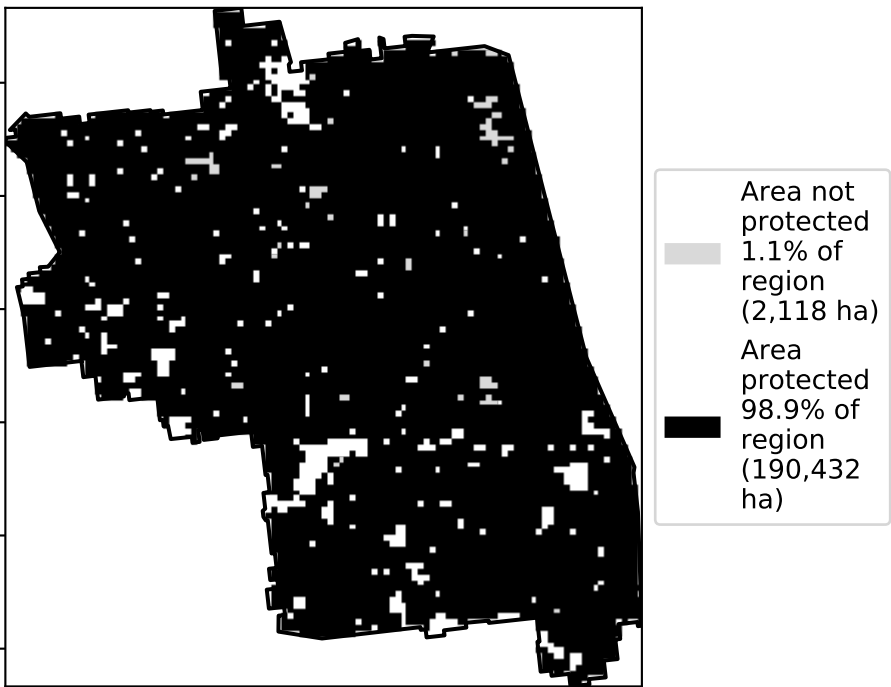 Area not
protected
1.1% of
region
(2,118 ha)
Area
protected
98.9% of
region
(190,432
ha)